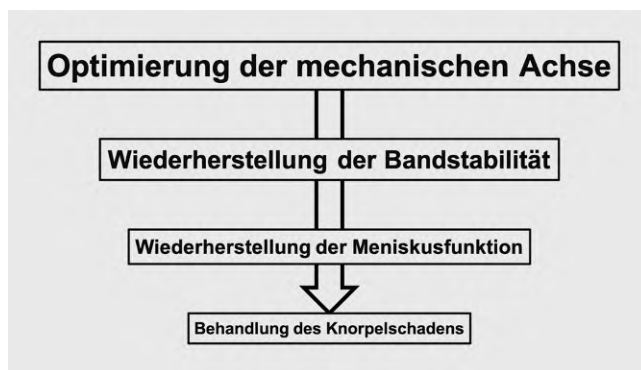 Optimierung der mechanischen Achse
Wiederherstellung der Bandstabilität
Wiederherstellung der Meniskusfunktion
Behandlung des Knorpelschadens